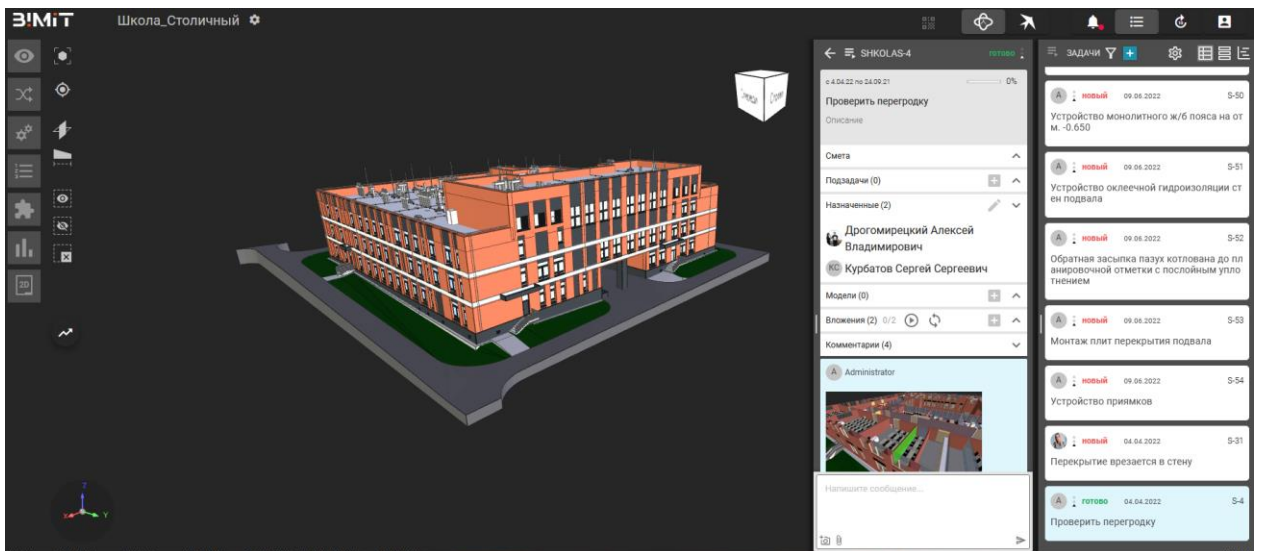 BIMiT
Школа_Столичный
SHKOLAS-4
готово
ЗАДАЧИ
с 4.04.22 по 24.09.21
0%
Проверить перегродку
Описание
Смета
Подзадачи (0)
Назначенные (2)
Дрогомирецкий Алексей
Владимирович
КС Курбатов Сергей Сергеевич
Модели (0)
Вложения (2) 0/2
Комментарии (4)
A Administrator
Напишите сообщение...
A новый 09.06.2022 S-50
Устройство монолитного ж/б пояса на от
м. -0.650
A новый 09.06.2022 S-51
Устройство оклеечной гидроизоляции ст
ен подвала
A новый 09.06.2022 S-52
Обратная засыпка пазух котлована до пл
анировочной отметки с послойным упло
тнением
A новый 09.06.2022 S-53
Монтаж плит перекрытия подвала
A новый 09.06.2022 S-54
Устройство приямков
новый 04.04.2022 S-31
Перекрытие врезается в стену
A готово 04.04.2022 S-4
Проверить перегродку
2D
Z
X
Y